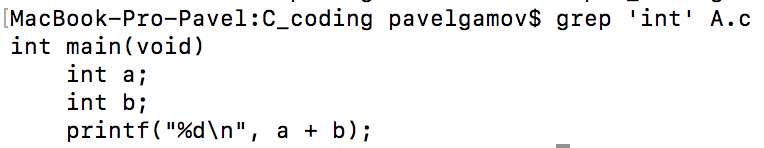 [MacBook-Pro-Pavel:C_coding pavelgamov$ grep 'int' A.c
int main(void)
    int a;
    int b;
    printf("%d\n", a + b);